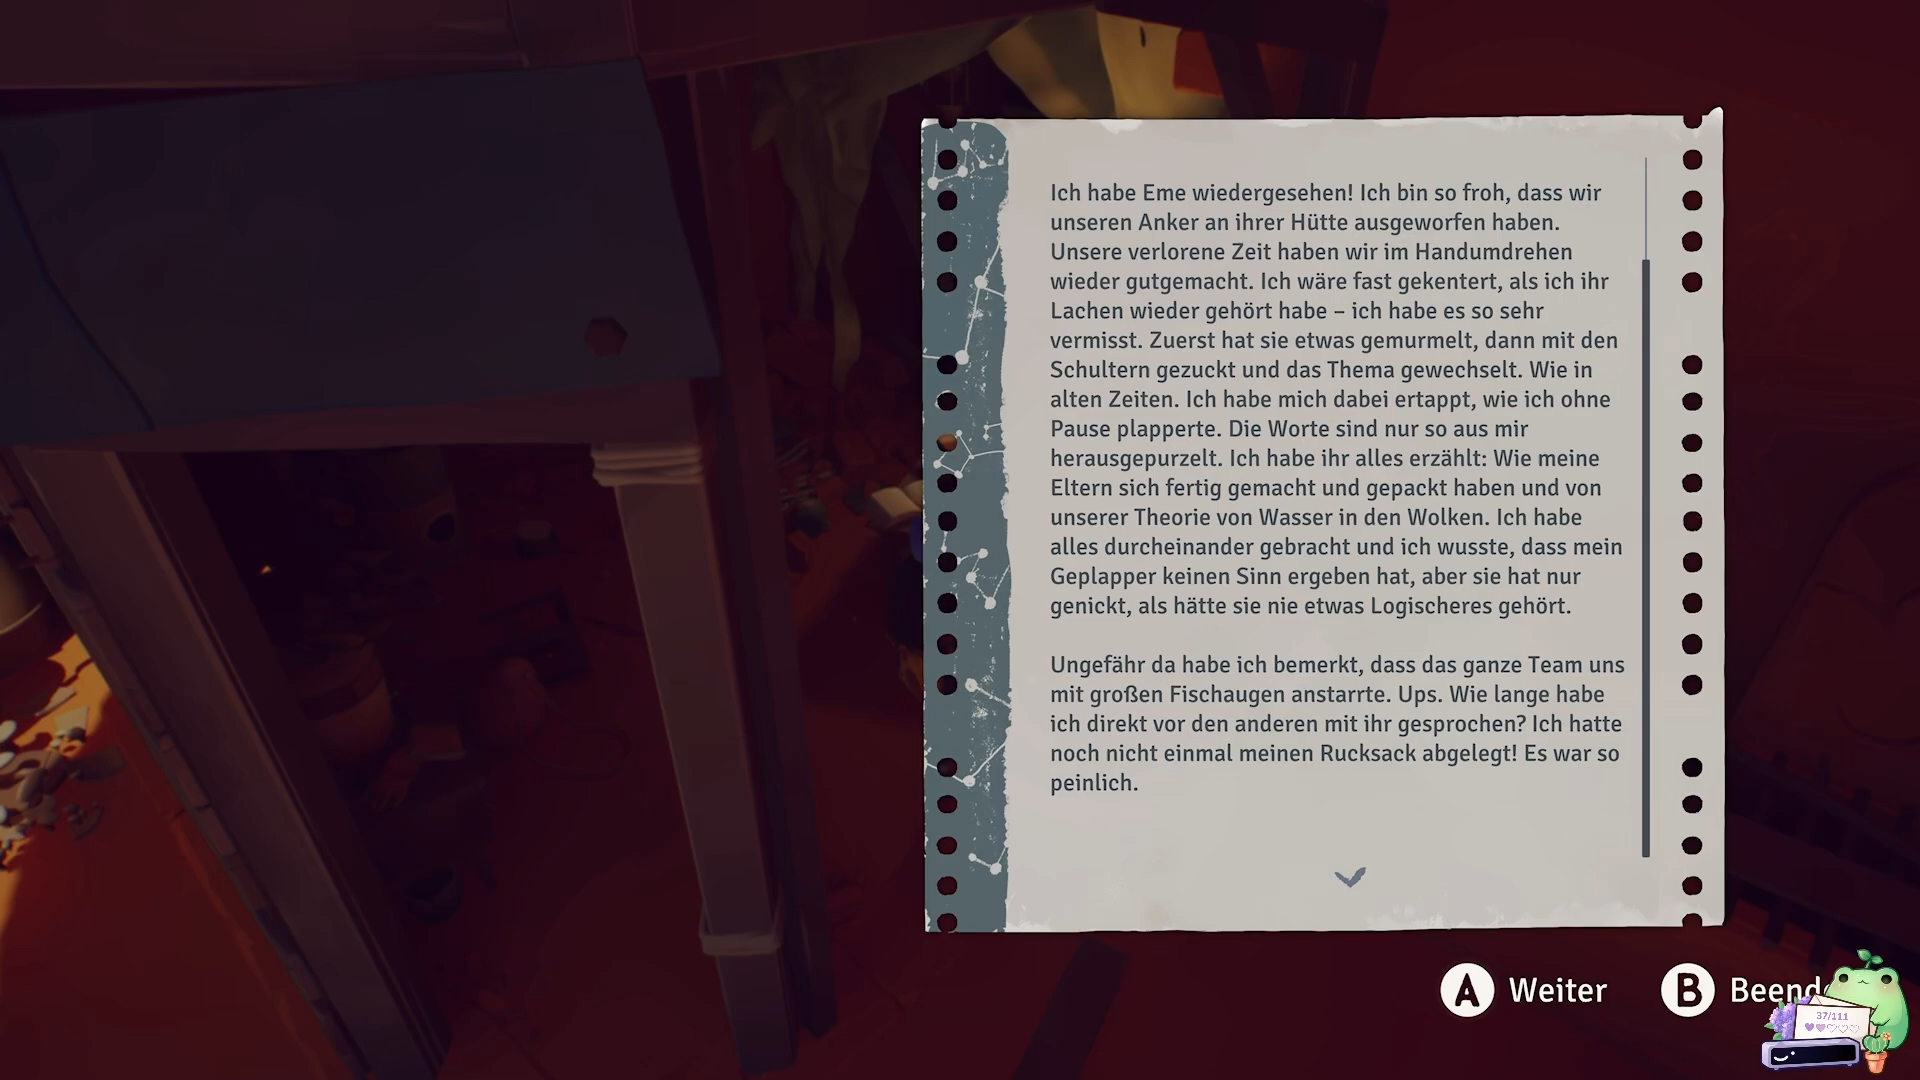 Ich habe Eme wiedergesehen! Ich bin so froh, dass wir
unseren Anker an ihrer Hütte ausgeworfen haben.
Unsere verlorene Zeit haben wir im Handumdrehen
wieder gutgemacht. Ich wäre fast gekentert, als ich ihr
Lachen wieder gehört habe – ich habe es so sehr
vermisst. Zuerst hat sie etwas gemurmelt, dann mit den
Schultern gezuckt und das Thema gewechselt. Wie in
alten Zeiten. Ich habe mich dabei ertappt, wie ich ohne
Pause plapperte. Die Worte sind nur so aus mir
herausgepurzelt. Ich habe ihr alles erzählt: Wie meine
Eltern sich fertig gemacht und gepackt haben und von
unserer Theorie von Wasser in den Wolken. Ich habe
alles durcheinander gebracht und ich wusste, dass mein
Geplapper keinen Sinn ergeben hat, aber sie hat nur
genickt, als hätte sie nie etwas Logischeres gehört.
Ungefähr da habe ich bemerkt, dass das ganze Team uns
mit großen Fischaugen anstarrte. Ups. Wie lange habe
ich direkt vor den anderen mit ihr gesprochen? Ich hatte
noch nicht einmal meinen Rucksack abgelegt! Es war so
peinlich.
A Weiter B
37/111